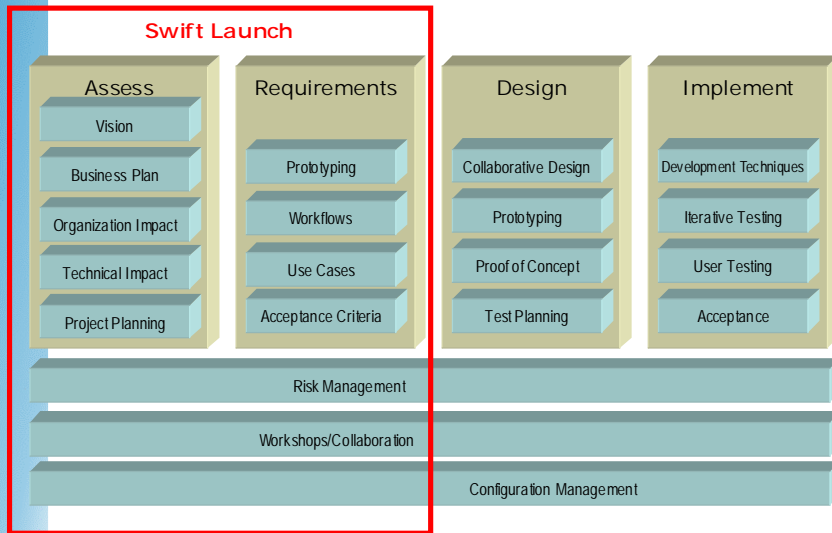 Swift Launch
Assess
Vision
Business Plan
Organization Impact
Technical Impact
Project Planning
Requirements
Prototyping
Workflows
Use Cases
Acceptance Criteria
Design
Collaborative Design
Prototyping
Proof of Concept
Test Planning
Implement
Development Techniques
Iterative Testing
User Testing
Acceptance
Risk Management
Workshops/Collaboration
Configuration Management